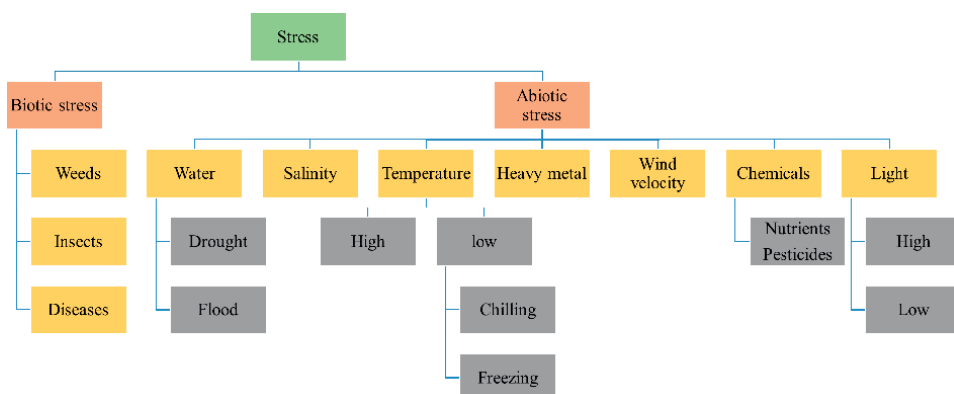 Stress
Biotic stress
Abiotic
stress
Weeds
Water
Salinity
Temperature
Heavy metal
Wind
velocity
Chemicals
Light
Insects
Drought
High
low
Nutrients
Pesticides
High
Diseases
Flood
Chilling
Low
Freezing